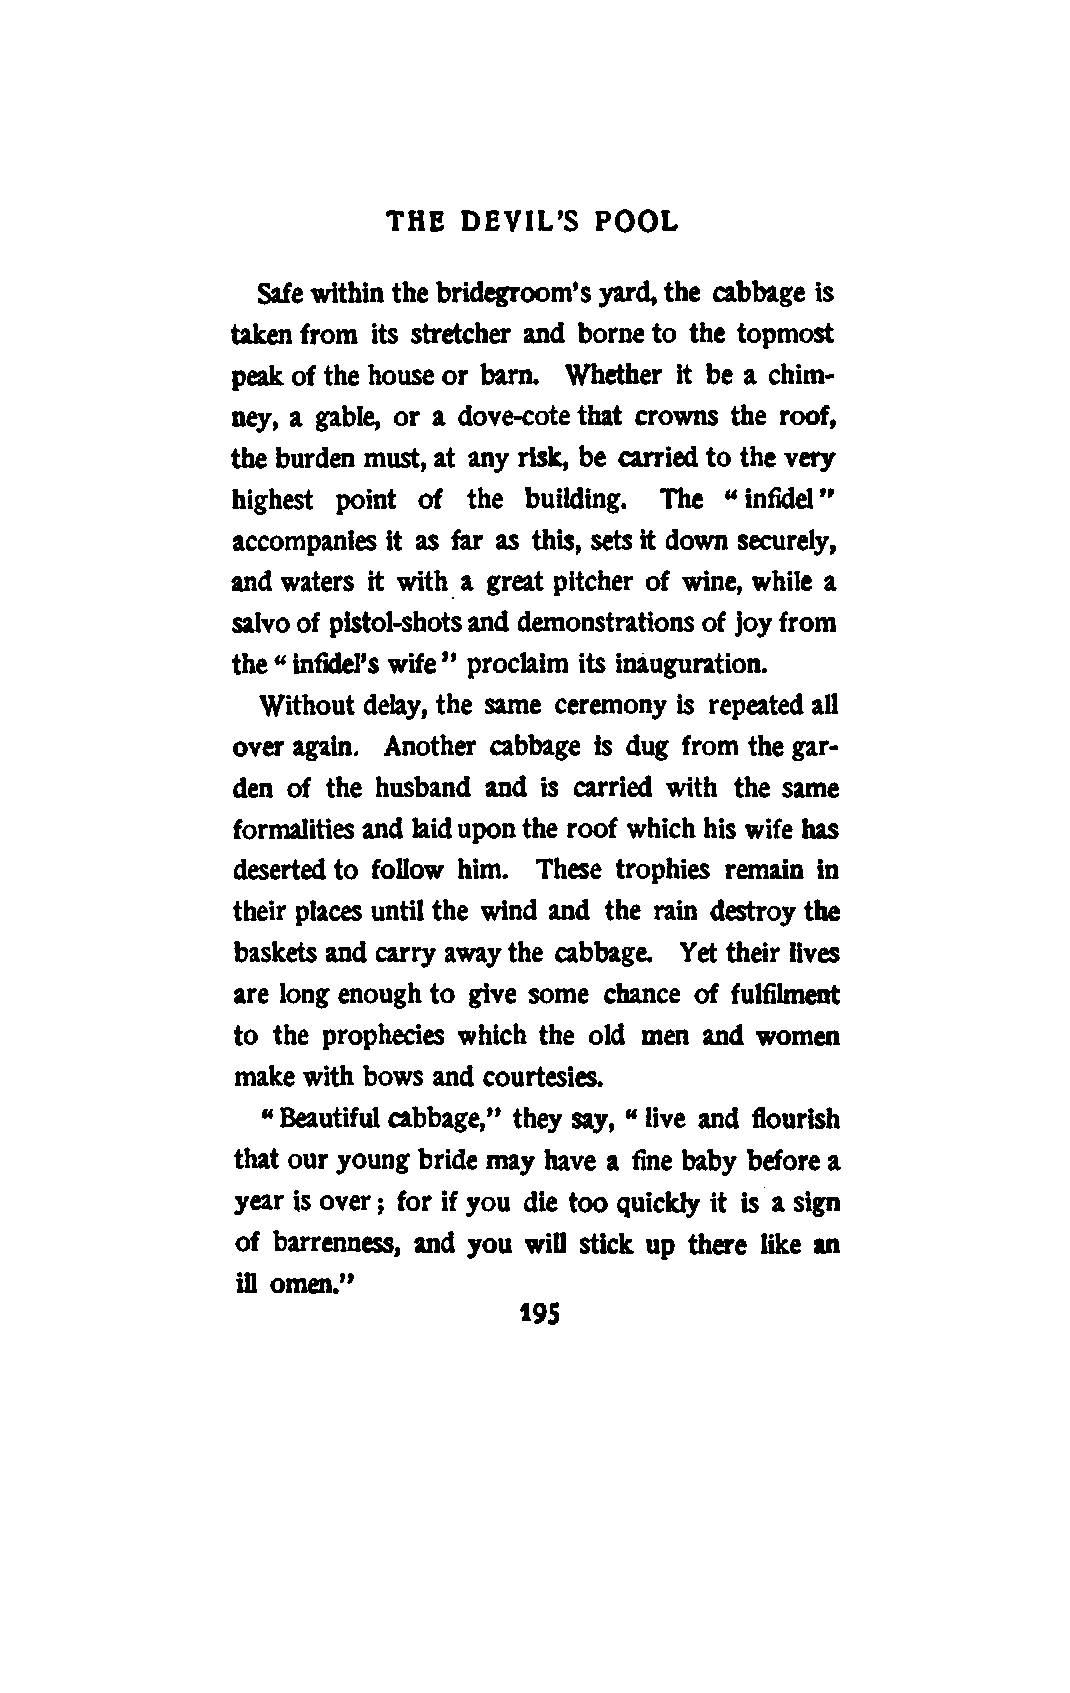 THE DEVIL'S POOL
Safe within the bridegroom's yard, the cabbage is
taken from its stretcher and borne to the topmost
peak of the house or barn. Whether it be a chim-
ney, a gable, or a dove-cote that crowns the roof,
the burden must, at any risk, be carried to the very
highest point of the building. The "infidel"
accompanies it as far as this, sets it down securely,
and waters it with a great pitcher of wine, while a
salvo of pistol-shots and demonstrations of joy from
the "infidel's wife" proclaim its inauguration.
Without delay, the same ceremony is repeated all
over again. Another cabbage is dug from the gar-
den of the husband and is carried with the same
formalities and laid upon the roof which his wife has
deserted to follow him. These trophies remain in
their places until the wind and the rain destroy the
baskets and carry away the cabbage. Yet their lives
are long enough to give some chance of fulfilment
to the prophecies which the old men and women
make with bows and courtesies.
"Beautiful cabbage," they say, "live and flourish
that our young bride may have a fine baby before a
year is over; for if you die too quickly it is a sign
of barrenness, and you will stick up there like an
ill omen."
195